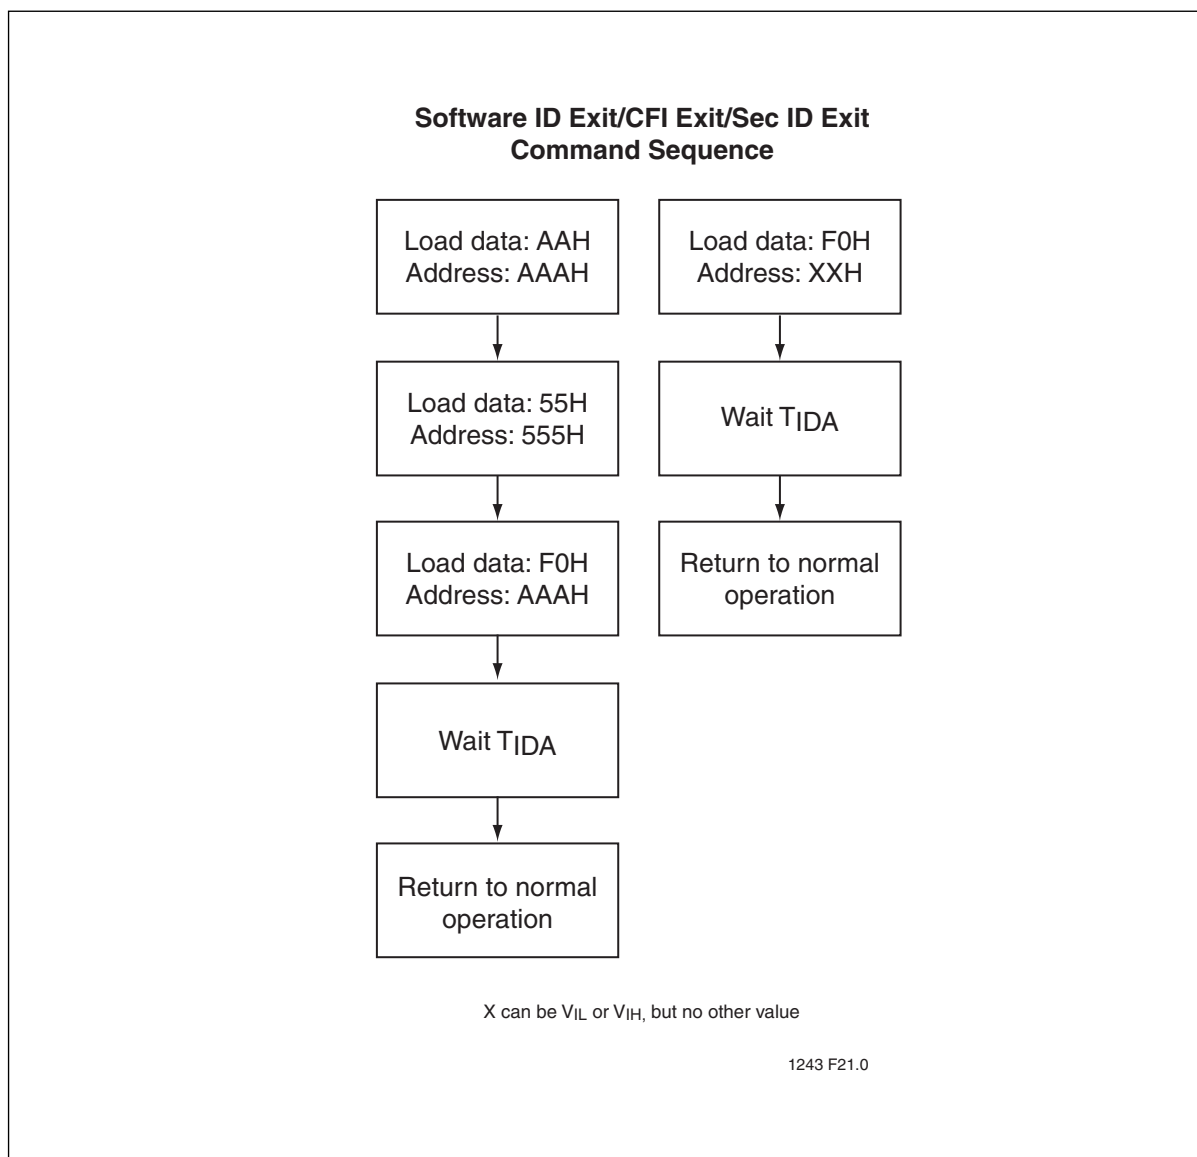 Software ID Exit/CFI Exit/Sec ID Exit
Command Sequence
Load data: AAH
Address: AAAH
Load data: 55H
Address: 555H
Load data: F0H
Address: AAAH
Wait TIDA
Return to normal
operation
Load data: F0H
Address: XXH
Wait TIDA
Return to normal
operation
X can be VIL or VIH, but no other value
1243 F21.0